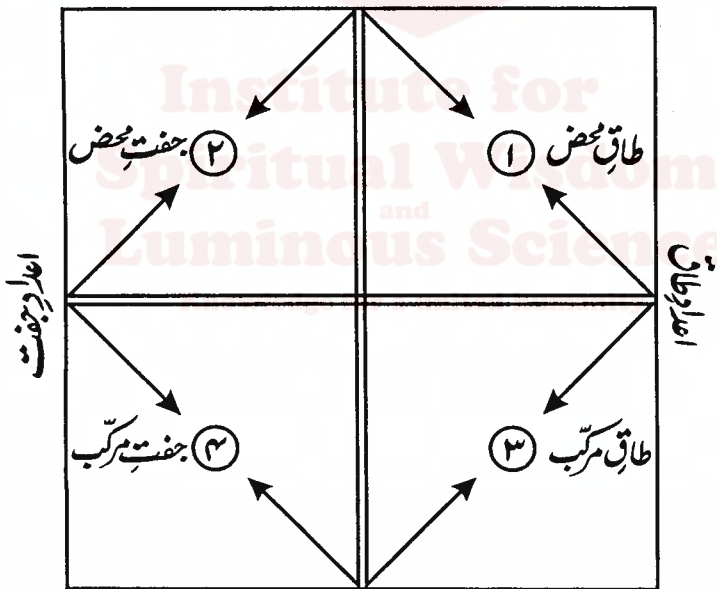 طاقِ محض ۱
۲ جفتِ محض
اعدادِ طاق
اعدادِ جفت
طاقِ مرکّب ۳
۴ جفتِ مرکّب
Institute for
Spiritual Wisdom
and
Luminous Science